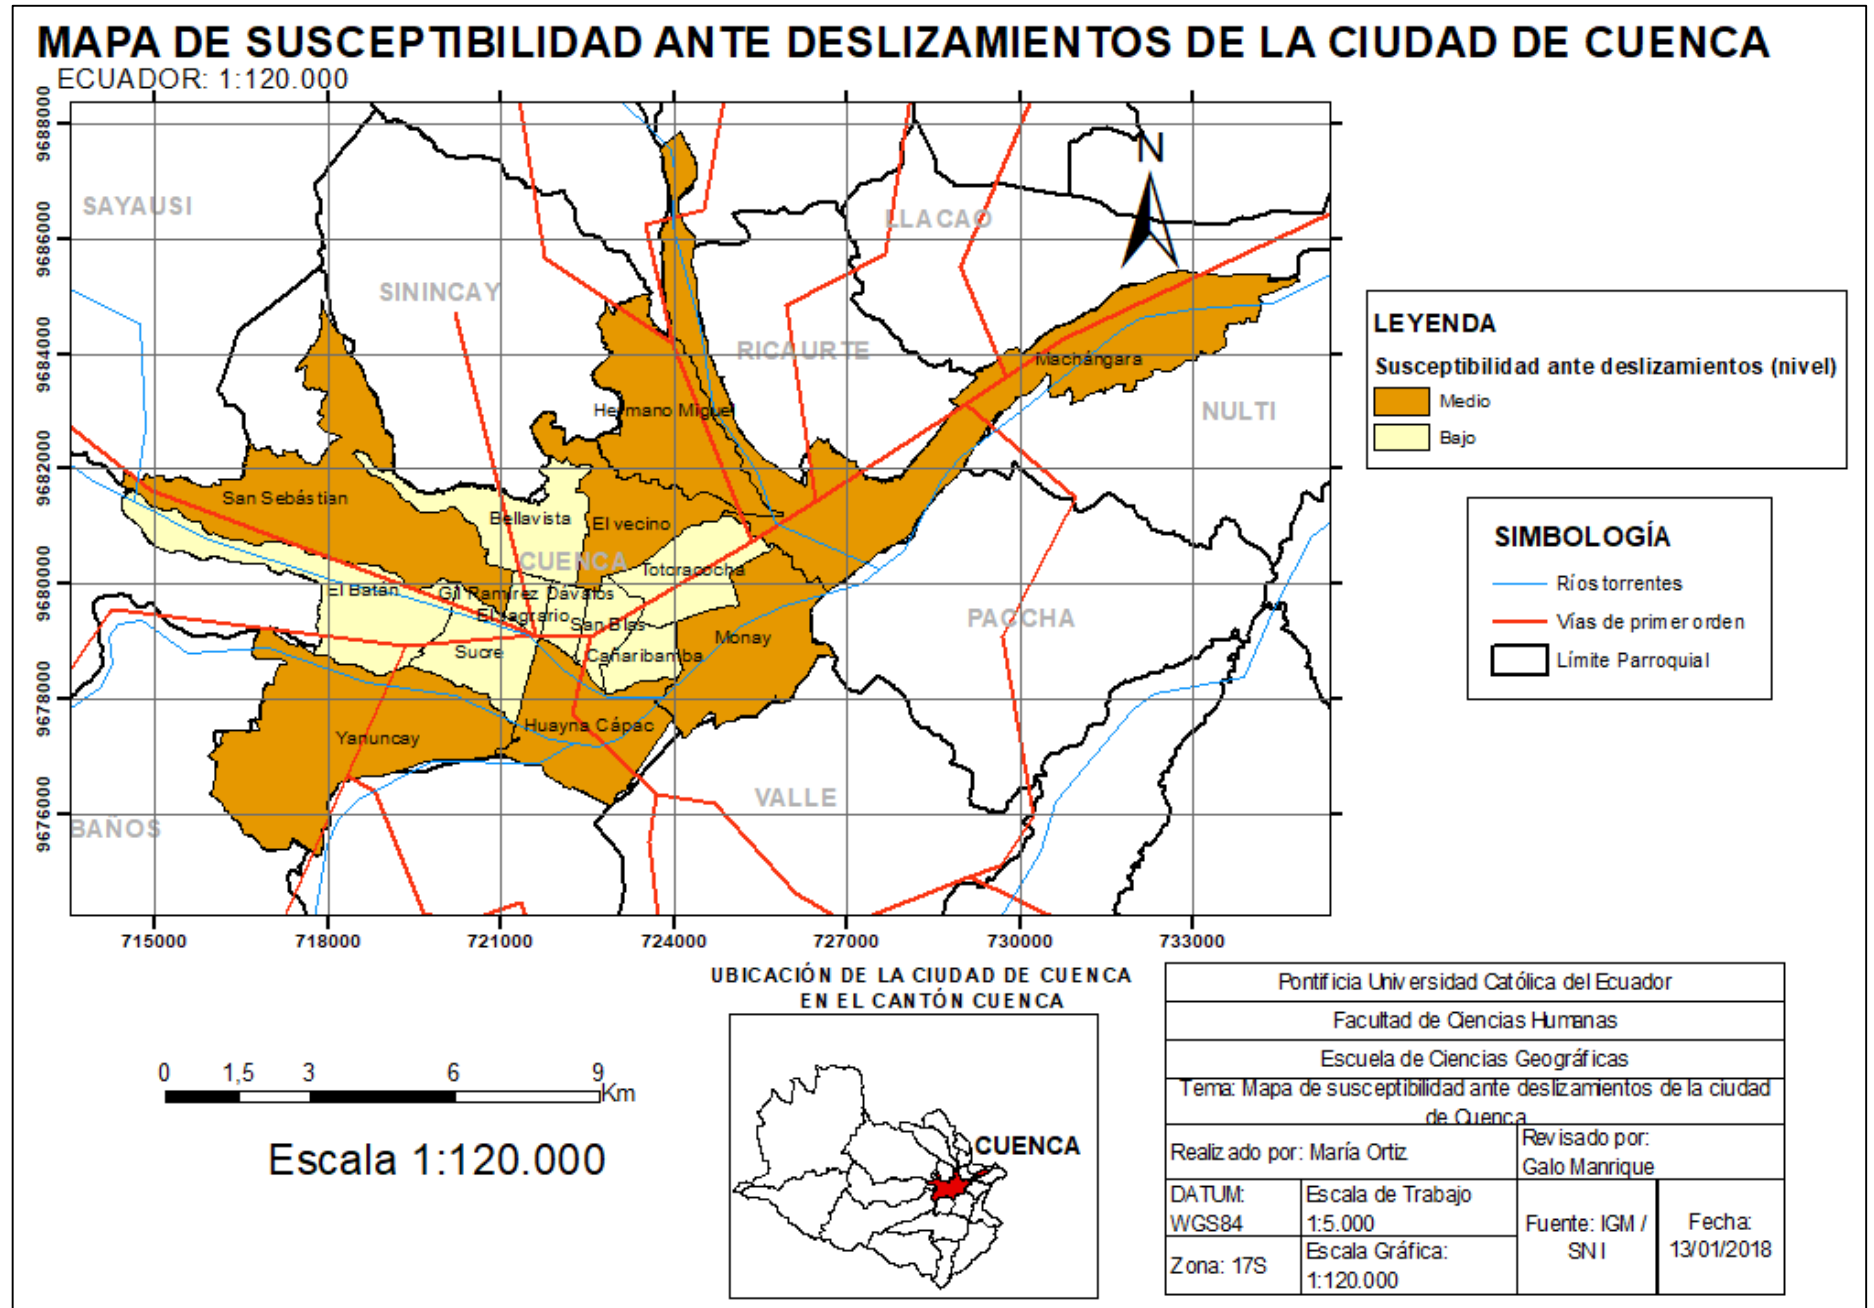 MAPA DE SUSCEPTIBILIDAD ANTE DESLIZAMIENTOS DE LA CIUDAD DE CUENCA
ECUADOR: 1:120.000
9688000
9686000
9684000
9682000
9680000
9678000
9676000
SAYAUSI
SININCAY
LLACAO
RICAURTE
NULTI
PACCHA
VALLE
BAÑOS
CUENCA
N
Machángara
Hermano Miguel
San Sebástian
Bellavista
El vecino
Totoracocha
El Batán
Gil Ramírez Dávalos
El Sagrario
San Blas
Sucre
Cañaribamba
Monay
Huayna Cápac
Yanuncay
715000
718000
721000
724000
727000
730000
733000
LEYENDA
Susceptibilidad ante deslizamientos (nivel)
Medio
Bajo
SIMBOLOGÍA
Ríos torrentes
Vías de primer orden
Límite Parroquial
0 1,5 3 6 9
Km
Escala 1:120.000
UBICACIÓN DE LA CIUDAD DE CUENCA
EN EL CANTÓN CUENCA
CUENCA
Pontificia Universidad Católica del Ecuador
Facultad de Ciencias Humanas
Escuela de Ciencias Geográficas
Tema: Mapa de susceptibilidad ante deslizamientos de la ciudad
de Cuenca
Realizado por: María Ortiz
Revisado por:
Galo Manrique
DATUM:
WGS84
Escala de Trabajo
1:5.000
Zona: 17S
Escala Gráfica:
1:120.000
Fuente: IGM /
SNI
Fecha:
13/01/2018